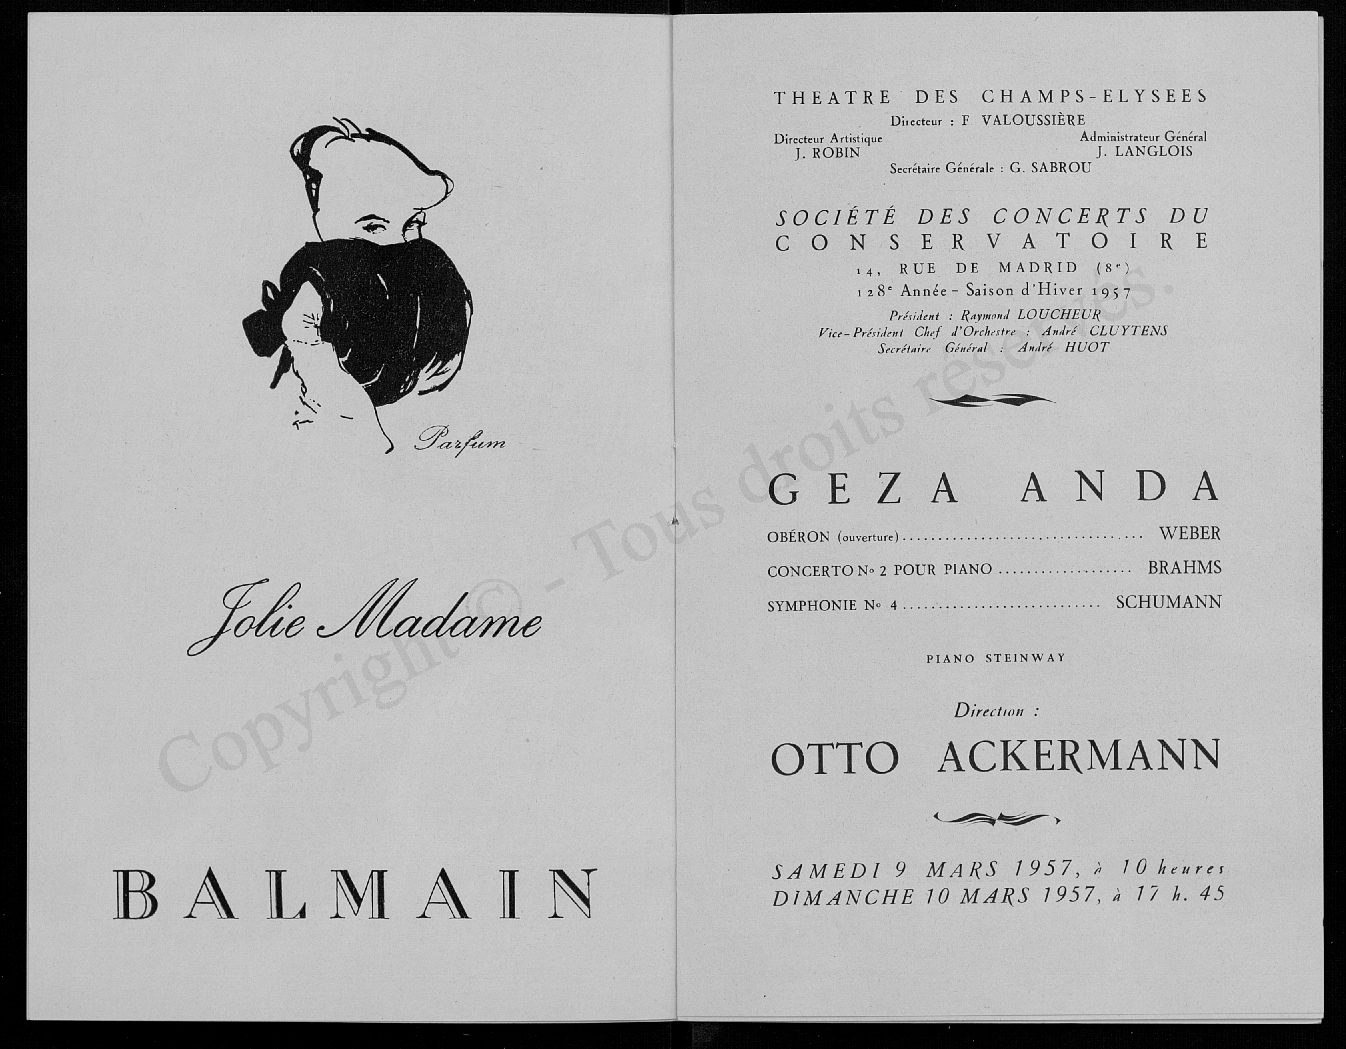 Parfum
Jolie Madame
BALMAIN
THEATRE DES CHAMPS-ELYSEES
Directeur : F VALOUSSIÈRE
Directeur Artistique
J. ROBIN
Administrateur Général
J. LANGLOIS
Secrétaire Générale : G. SABROU
SOCIÉTÉ DES CONCERTS DU
CONSERVATOIRE
14, RUE DE MADRID (8e)
128e Année - Saison d'Hiver 1957
Président : Raymond LOUCHEUR
Vice-Président Chef d'Orchestre : André CLUYTENS
Secrétaire Général : André HUOT
GEZA ANDA
OBÉRON (ouverture)................................. WEBER
CONCERTO No 2 POUR PIANO ................... BRAHMS
SYMPHONIE No 4 ............................ SCHUMANN
PIANO STEINWAY
Direction :
OTTO ACKERMANN
SAMEDI 9 MARS 1957, à 10 heures
DIMANCHE 10 MARS 1957, à 17 h. 45
Copyright © - Tous droits réservés.